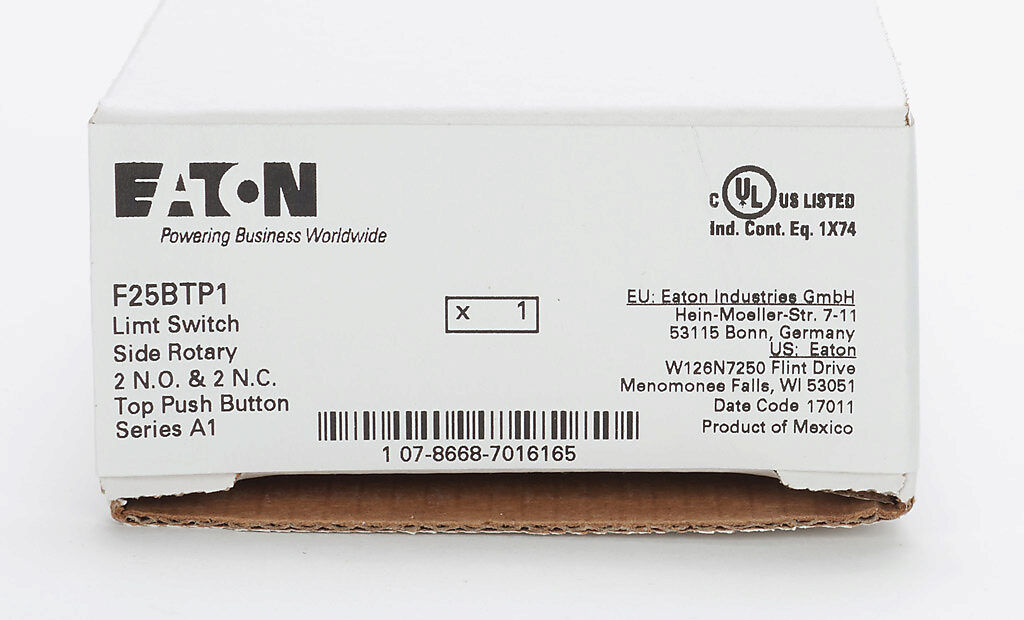 EATON
Powering Business Worldwide
C UL US LISTED
Ind. Cont. Eq. 1X74
F25BTP1
Limt Switch
Side Rotary
2 N.O. & 2 N.C.
Top Push Button
Series A1
x 1
1 07-8668-7016165
EU: Eaton Industries GmbH
Hein-Moeller-Str. 7-11
53115 Bonn, Germany
US: Eaton
W126N7250 Flint Drive
Menomonee Falls, WI 53051
Date Code 17011
Product of Mexico